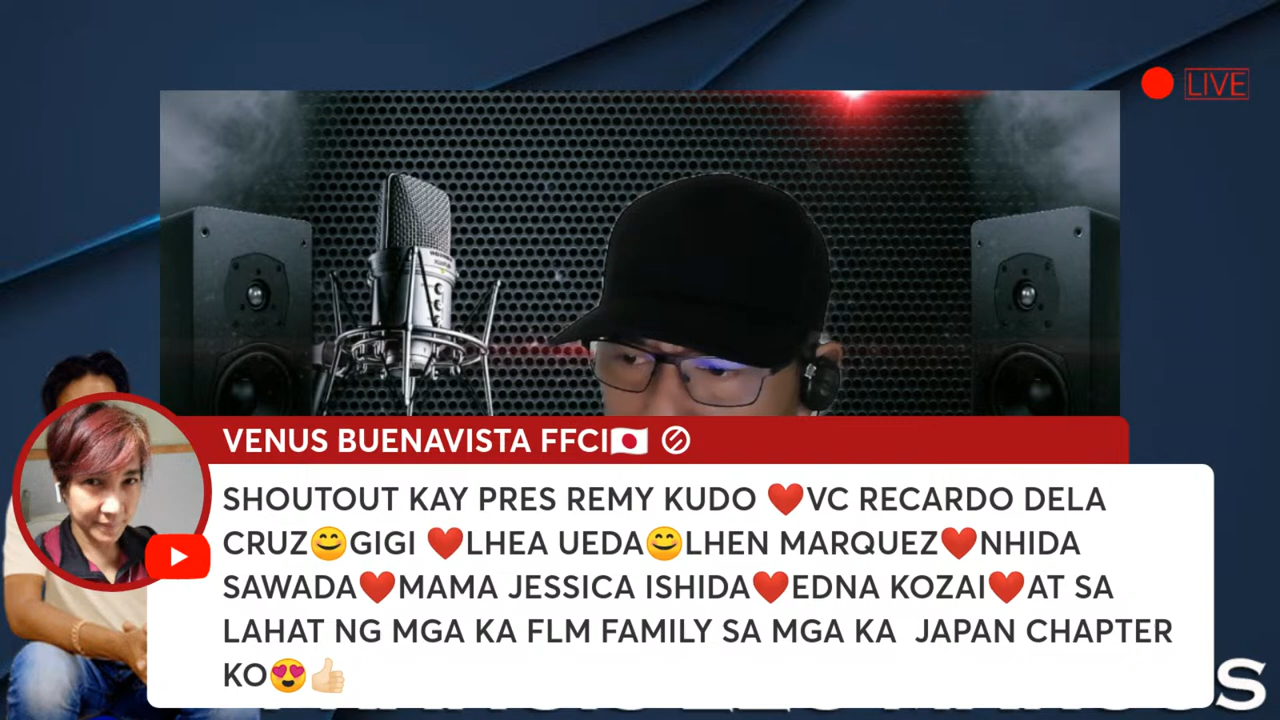 LIVE
VENUS BUENAVISTA FFCI🇯🇵
SHOUTOUT KAY PRES REMY KUDO ❤️VC RECARDO DELA
CRUZ😊GIGI ❤️LHEA UEDA😊LHEN MARQUEZ❤️NHIDA
SAWADA❤️MAMA JESSICA ISHIDA❤️EDNA KOZAI❤️AT SA
LAHAT NG MGA KA FLM FAMILY SA MGA KA JAPAN CHAPTER
KO😍👍🏻